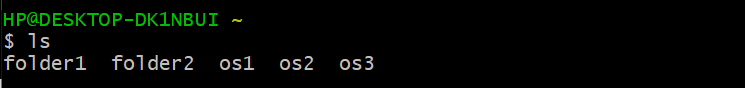 HP@DESKTOP-DK1NBUI ~
$ ls
folder1  folder2  os1  os2  os3